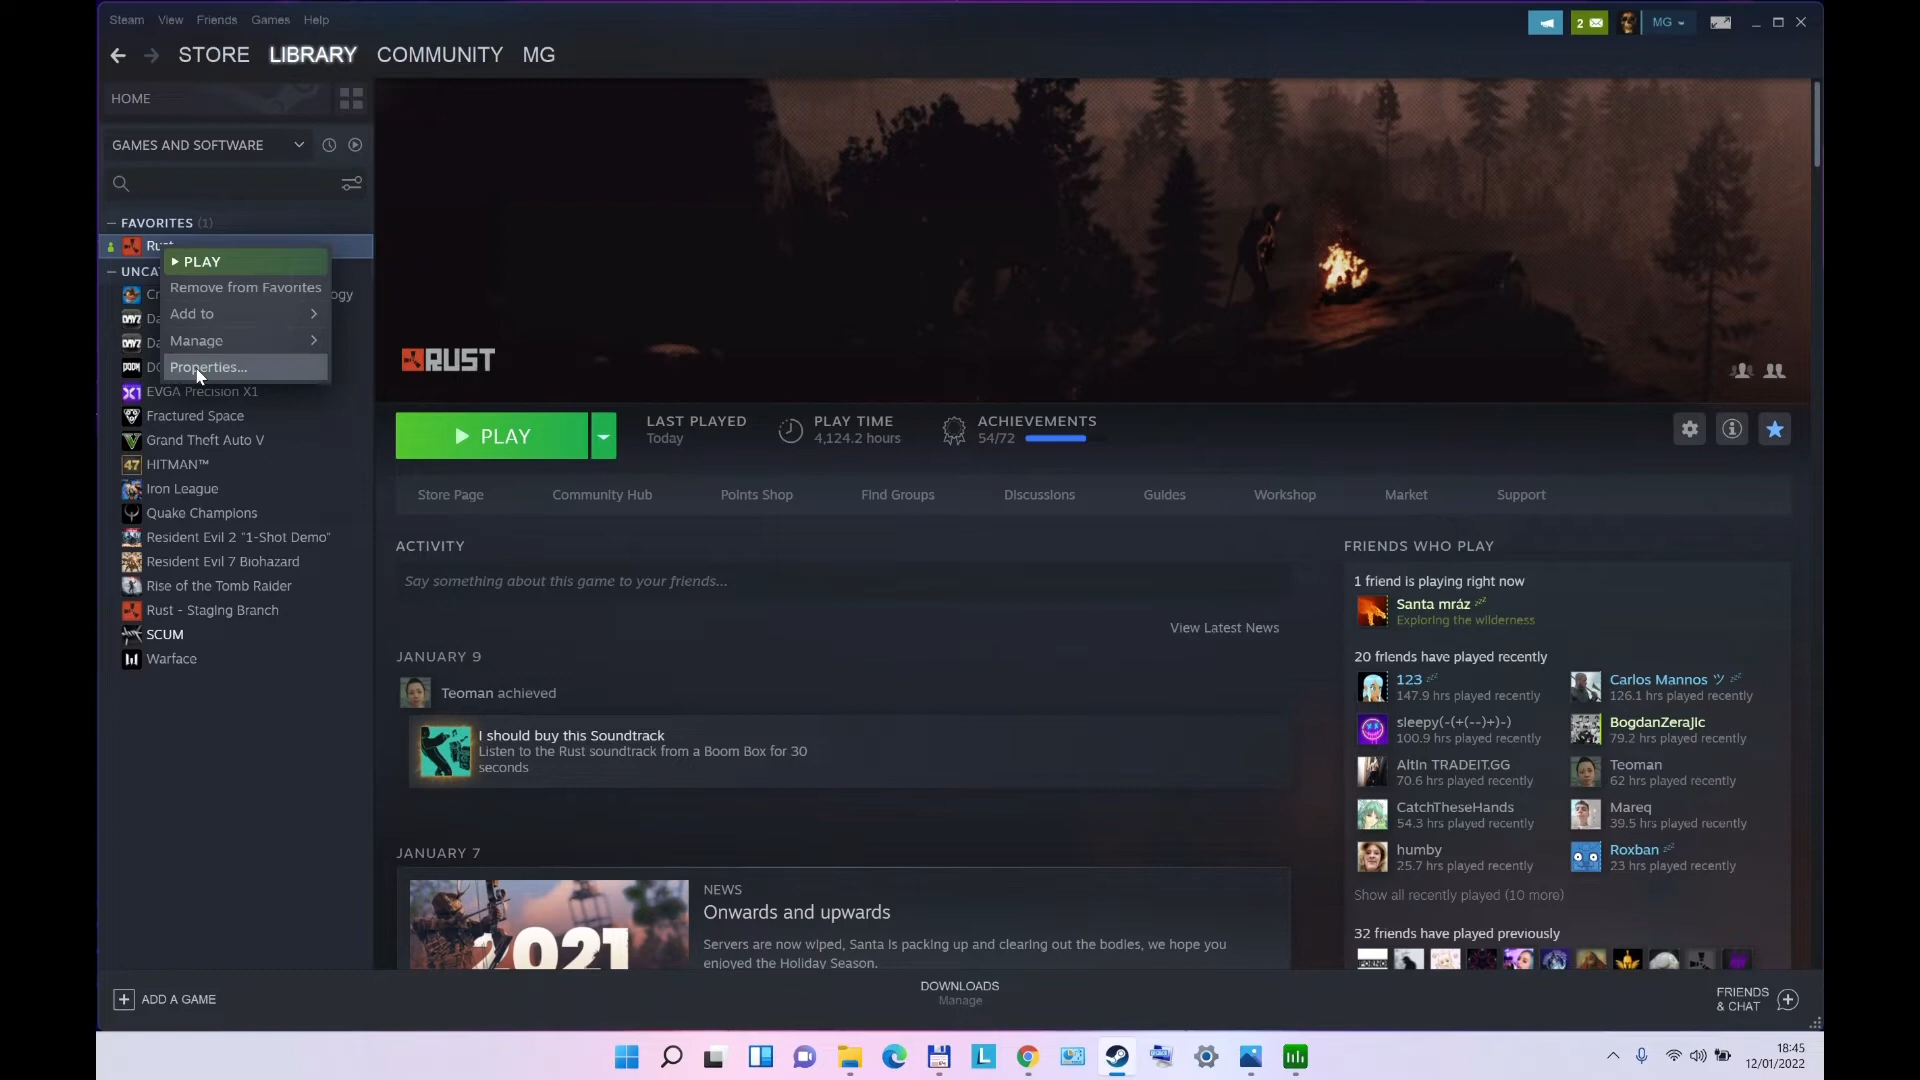 Steam View Friends Games Help
2 MG
STORE LIBRARY COMMUNITY MG
HOME
GAMES AND SOFTWARE
FAVORITES (1)
PLAY
Remove from Favorites
Add to
Manage
Properties...
EVGA Precision X1
Fractured Space
Grand Theft Auto V
HITMAN™
Iron League
Quake Champions
Resident Evil 2 "1-Shot Demo"
Resident Evil 7 Biohazard
Rise of the Tomb Raider
Rust - Staging Branch
SCUM
Warface
RUST
PLAY
LAST PLAYED
Today
PLAY TIME
4,124.2 hours
ACHIEVEMENTS
54/72
Store Page Community Hub Points Shop Find Groups Discussions Guides Workshop Market Support
ACTIVITY
Say something about this game to your friends...
View Latest News
JANUARY 9
Teoman achieved
I should buy this Soundtrack
Listen to the Rust soundtrack from a Boom Box for 30
seconds
JANUARY 7
2021
NEWS
Onwards and upwards
Servers are now wiped, Santa is packing up and clearing out the bodies, we hope you
enjoyed the Holiday Season.
FRIENDS WHO PLAY
1 friend is playing right now
Santa mráz zzz
Exploring the wilderness
20 friends have played recently
123 zzz
147.9 hrs played recently
Carlos Mannos ツ zzz
126.1 hrs played recently
sleepy(-(+(--)+)-)
100.9 hrs played recently
BogdanZerajic
79.2 hrs played recently
AltIn TRADEIT.GG
70.6 hrs played recently
Teoman
62 hrs played recently
CatchTheseHands
54.3 hrs played recently
Mareq
39.5 hrs played recently
humby
25.7 hrs played recently
Roxban zzz
23 hrs played recently
Show all recently played (10 more)
32 friends have played previously
ADD A GAME
DOWNLOADS
Manage
FRIENDS
& CHAT
18:45
12/01/2022